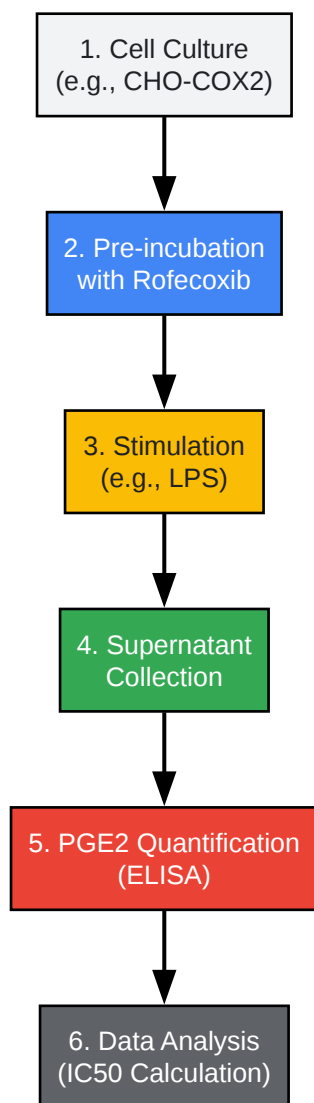 1. Cell Culture
(e.g., CHO-COX2)
2. Pre-incubation
with Rofecoxib
3. Stimulation
(e.g., LPS)
4. Supernatant
Collection
5. PGE2 Quantification
(ELISA)
6. Data Analysis
(IC50 Calculation)